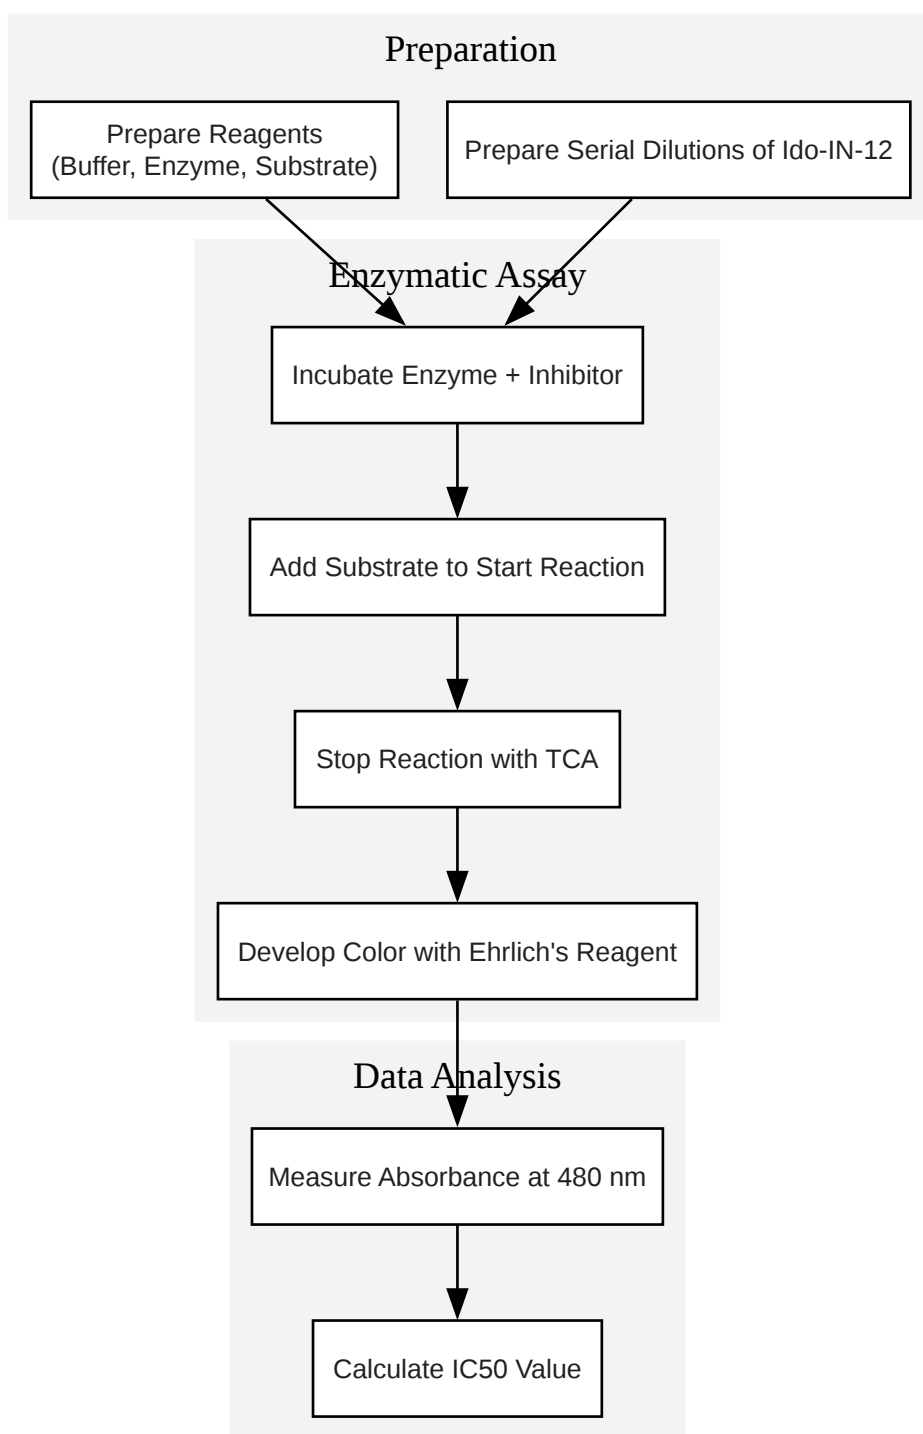 Preparation
Prepare Reagents
(Buffer, Enzyme, Substrate)
Prepare Serial Dilutions of Ido-IN-12
Enzymatic Assay
Incubate Enzyme + Inhibitor
Add Substrate to Start Reaction
Stop Reaction with TCA
Develop Color with Ehrlich's Reagent
Data Analysis
Measure Absorbance at 480 nm
Calculate IC50 Value